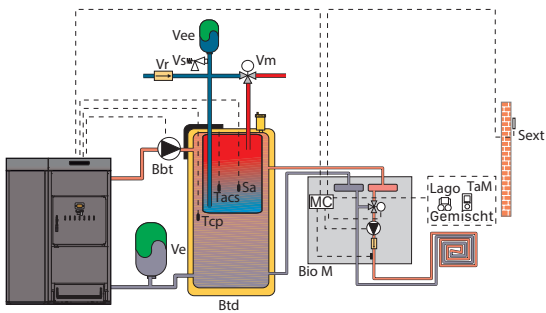 Vee
Vs
Vr
Vm
Sext
Bbt
Sa
Tacs
Tcp
Lago TaM
MC
Gemischt
Ve
Bio M
Btd